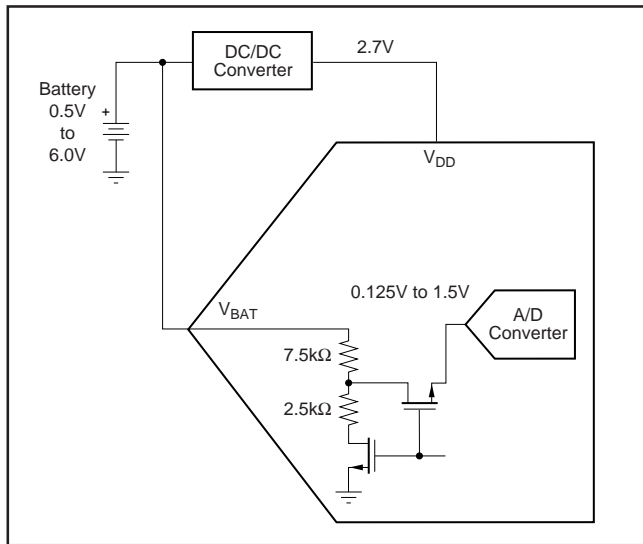 DC/DC
Converter
2.7V
Battery
0.5V
to
6.0V
+
V_DD
0.125V to 1.5V
V_BAT
A/D
Converter
7.5kΩ
2.5kΩ